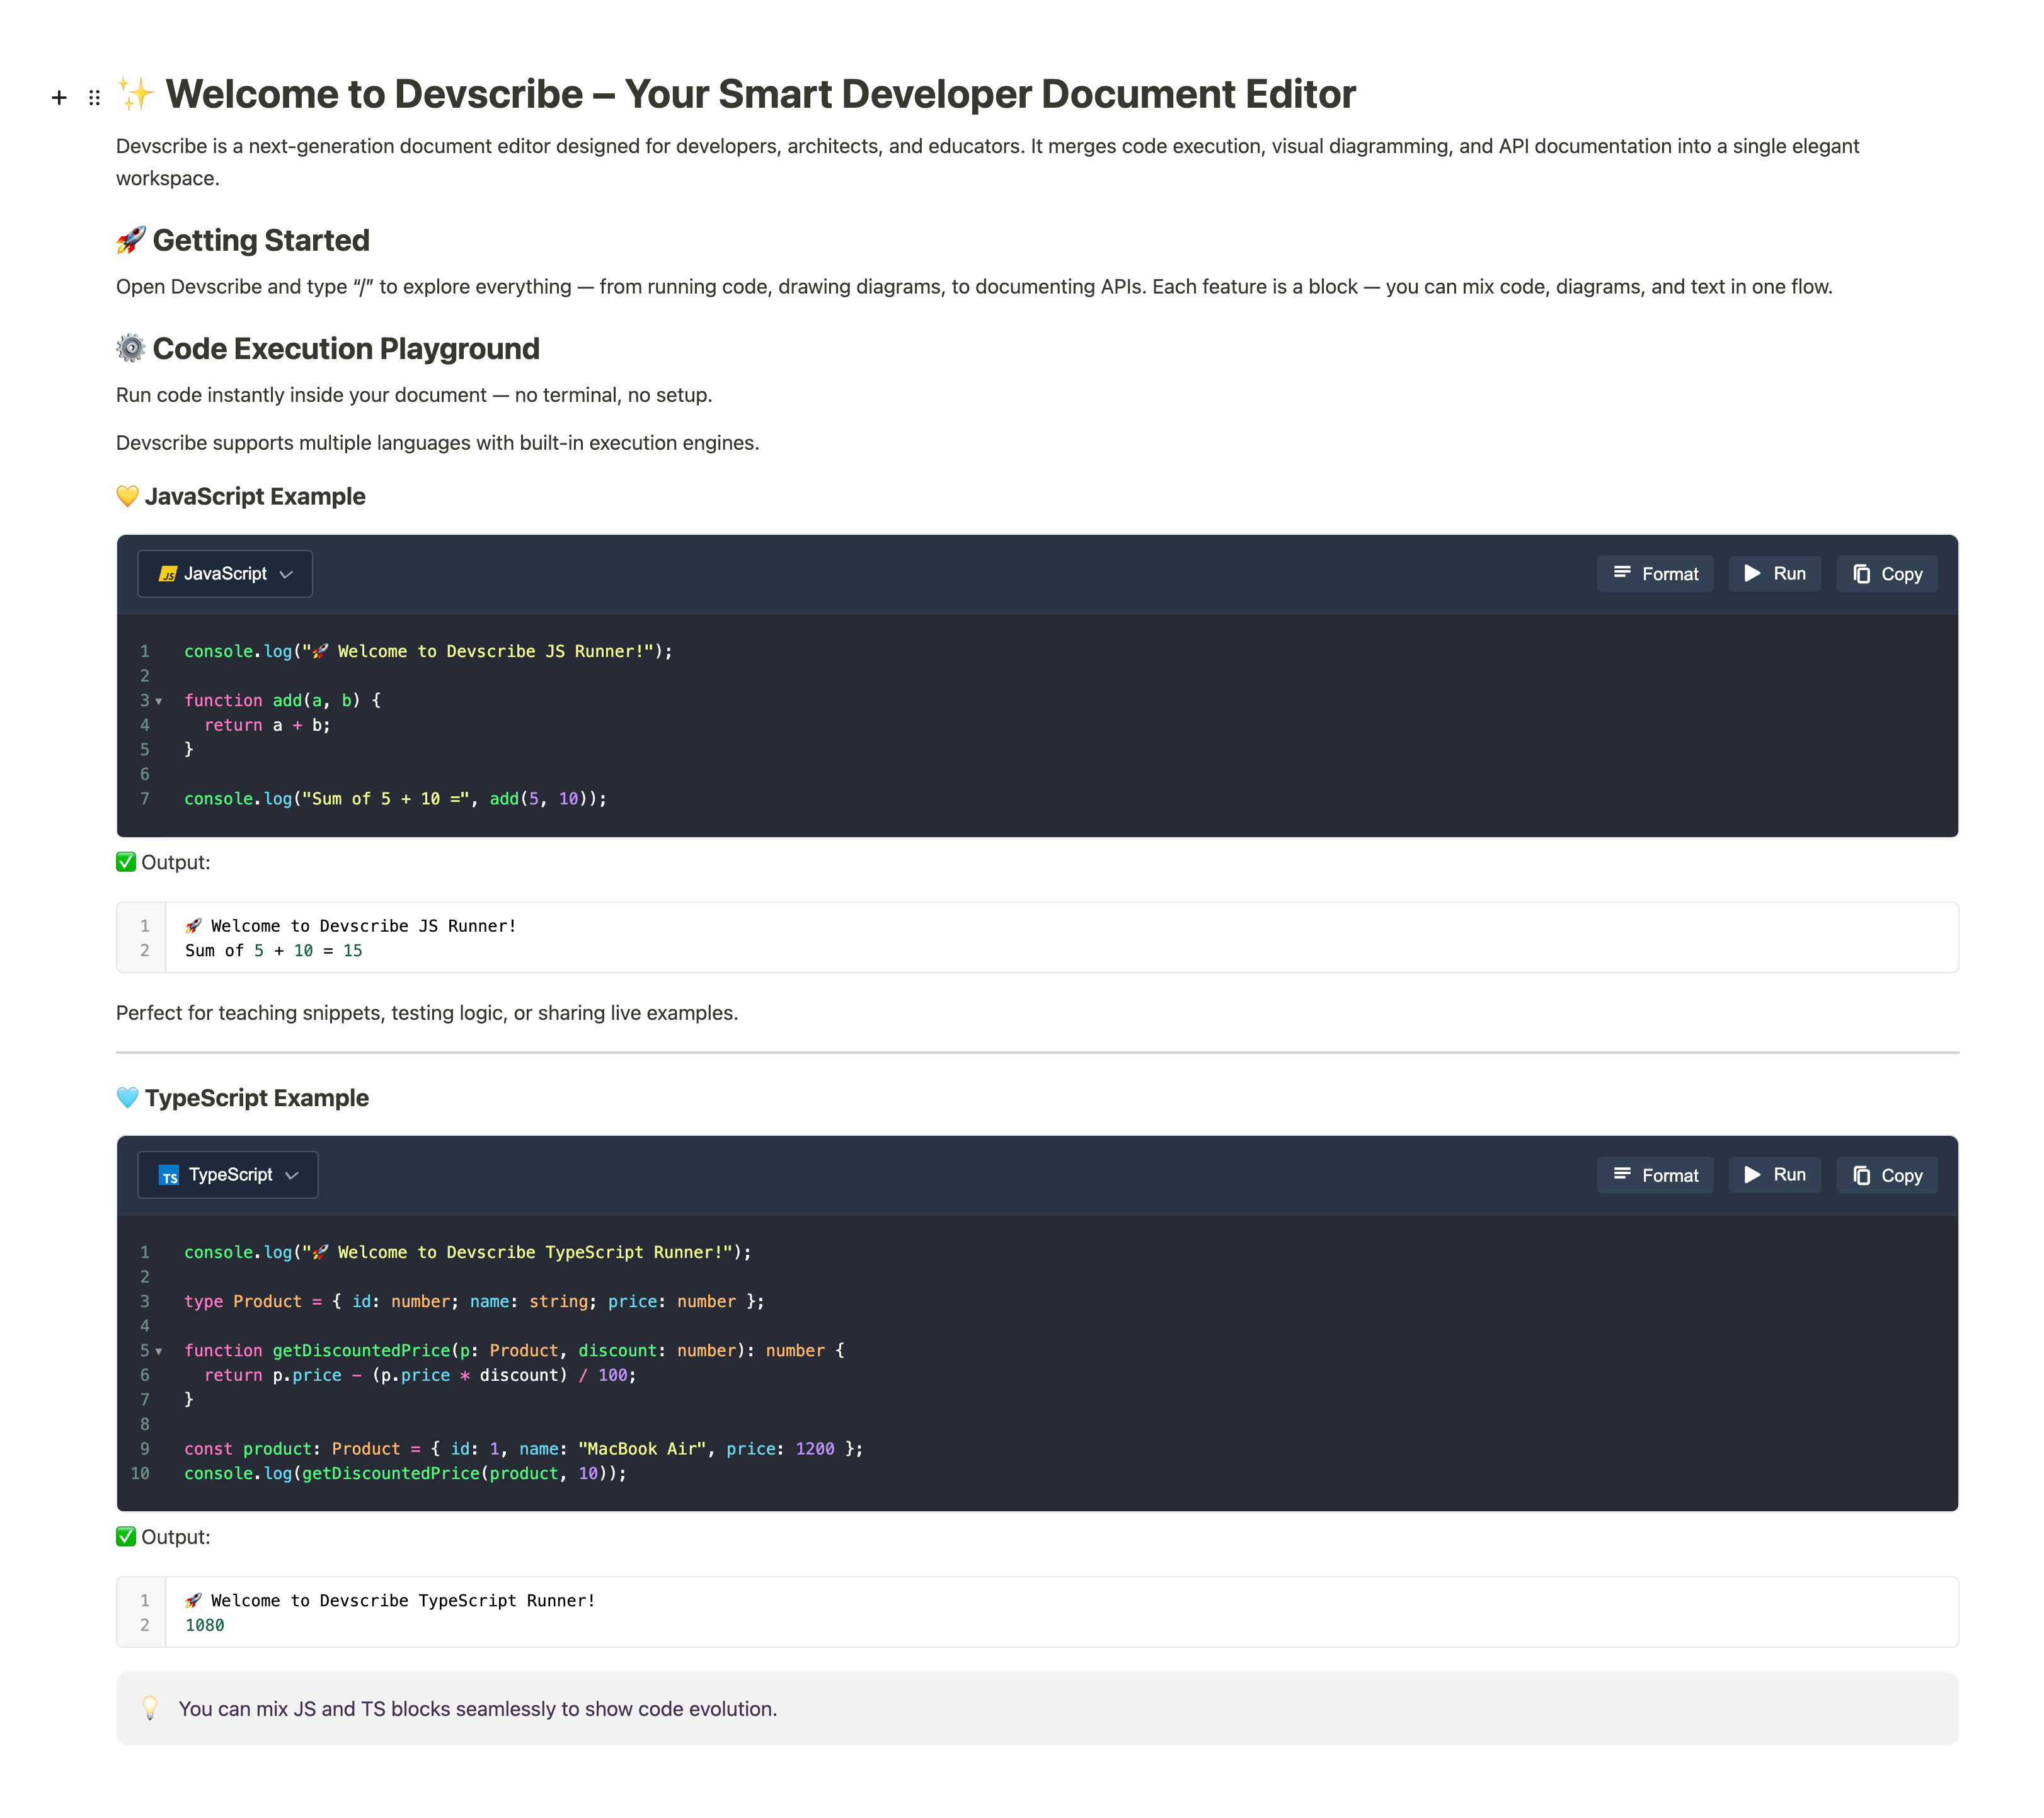 ✨ Welcome to Devscribe – Your Smart Developer Document Editor
Devscribe is a next-generation document editor designed for developers, architects, and educators. It merges code execution, visual diagramming, and API documentation into a single elegant
workspace.
🚀 Getting Started
Open Devscribe and type “/” to explore everything — from running code, drawing diagrams, to documenting APIs. Each feature is a block — you can mix code, diagrams, and text in one flow.
⚙️ Code Execution Playground
Run code instantly inside your document — no terminal, no setup.
Devscribe supports multiple languages with built-in execution engines.
💛 JavaScript Example
JS JavaScript Format Run Copy
1 console.log("🚀 Welcome to Devscribe JS Runner!");
2
3 function add(a, b) {
4   return a + b;
5 }
6
7 console.log("Sum of 5 + 10 =", add(5, 10));
✅ Output:
1 🚀 Welcome to Devscribe JS Runner!
2 Sum of 5 + 10 = 15
Perfect for teaching snippets, testing logic, or sharing live examples.
🩵 TypeScript Example
TS TypeScript Format Run Copy
1 console.log("🚀 Welcome to Devscribe TypeScript Runner!");
2
3 type Product = { id: number; name: string; price: number };
4
5 function getDiscountedPrice(p: Product, discount: number): number {
6   return p.price - (p.price * discount) / 100;
7 }
8
9 const product: Product = { id: 1, name: "MacBook Air", price: 1200 };
10 console.log(getDiscountedPrice(product, 10));
✅ Output:
1 🚀 Welcome to Devscribe TypeScript Runner!
2 1080
💡 You can mix JS and TS blocks seamlessly to show code evolution.